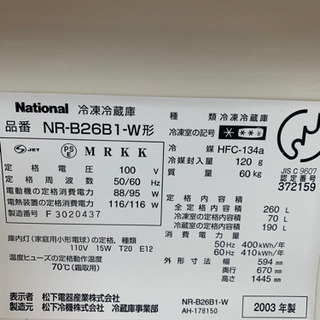 National 冷凍冷蔵庫
品番 NR-B26B1-W形
JET PS E MRKK
定格電圧 100 V
定格周波数 50/60 Hz
電動機の定格消費電力 88/95 W
電熱装置の定格消費電力 116/116 W
製造番号 F 3020437
庫内灯(家庭用小形電球)の定格
110V 15W T20 E12
温度ヒューズの定格動作温度
70℃(霜取用)
種類 冷凍冷蔵庫
冷凍室の記号
冷媒 HFC-134a
冷媒封入量 120 g
質量 60 kg
JIS C 9607
認定番号
372159
定格内容積 260 L
冷凍室の定格内容積 70 L
冷蔵室の定格内容積 190 L
消費電力量
50Hz 400 kWh/年
60Hz 410 kWh/年
外形寸法 幅 594 mm
奥行 670 mm
高さ 1445 mm
表示者 松下電器産業株式会社
製造者 松下冷機株式会社 冷蔵庫事業部
NR-B26B1-W
AH-178150
2003 年製